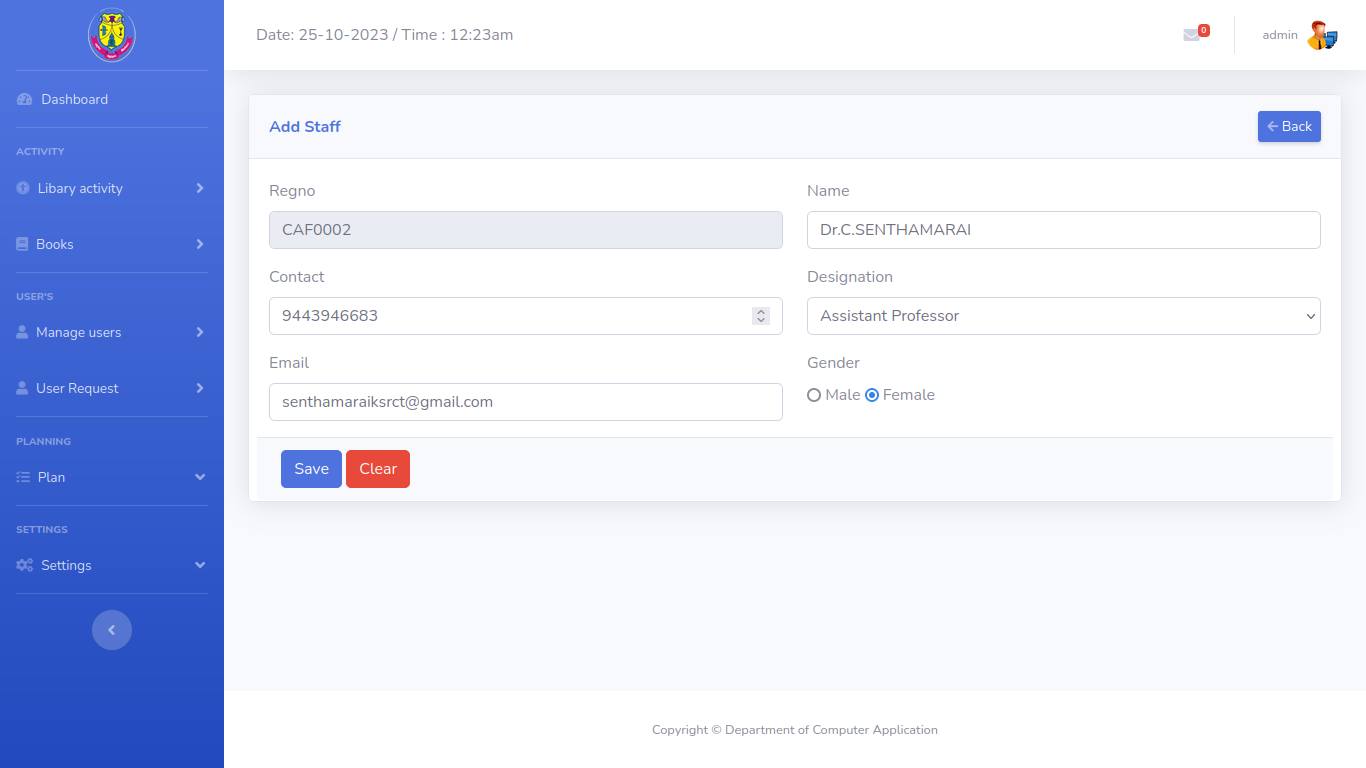 Date: 25-10-2023 / Time : 12:23am
0
admin
Dashboard
ACTIVITY
Libary activity
Books
USER'S
Manage users
User Request
PLANNING
Plan
SETTINGS
Settings
Add Staff
Back
Regno
Name
CAF0002
Dr.C.SENTHAMARAI
Contact
Designation
9443946683
Assistant Professor
Email
Gender
senthamaraiksrct@gmail.com
Male Female
Save Clear
Copyright © Department of Computer Application